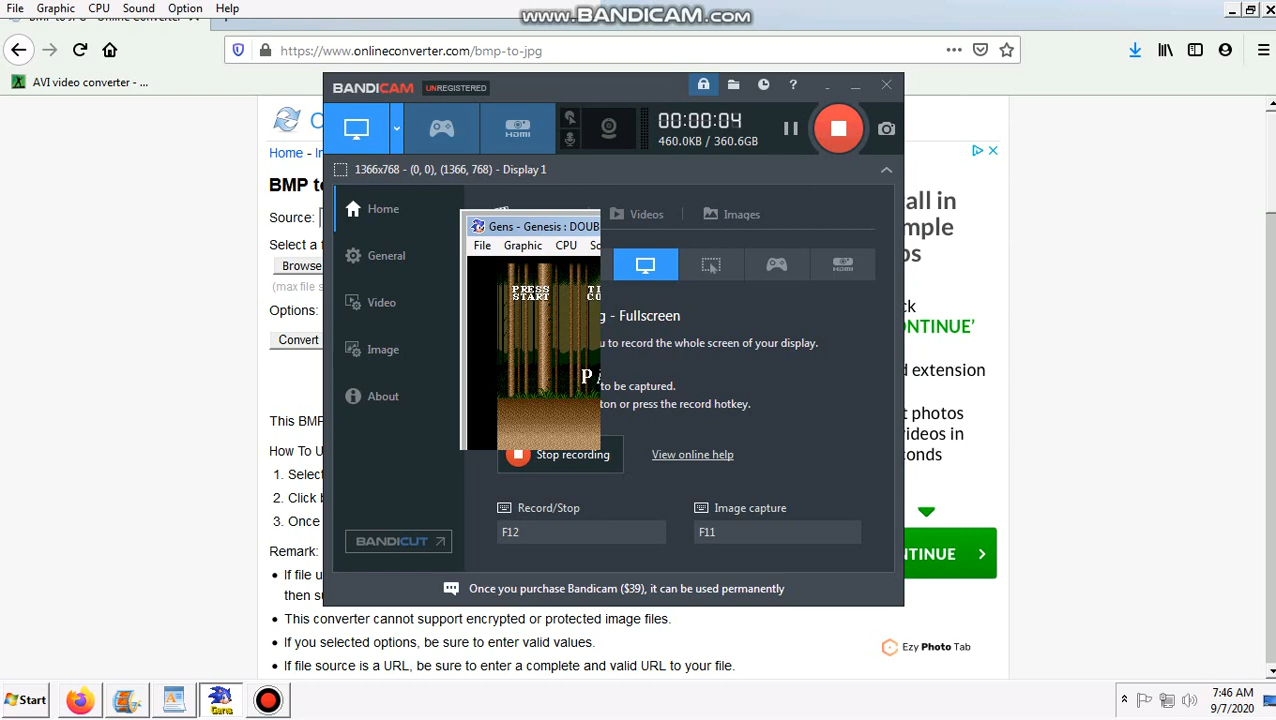 File Graphic CPU Sound Option Help
www.BANDICAM.com
https://www.onlineconverter.com/bmp-to-jpg
AVI video converter - ...
BANDICAM UNREGISTERED
HDMI
00:00:04
460.0KB / 360.6GB
1366x768 - (0, 0), (1366, 768) - Display 1
Home
General
Video
Image
About
BANDICUT
Videos
Images
Gens - Genesis : DOUB
File Graphic CPU So
PRESS
START
g - Fullscreen
u to record the whole screen of your display.
to be captured.
ton or press the record hotkey.
Stop recording
View online help
Record/Stop
F12
Image capture
F11
Once you purchase Bandicam ($39), it can be used permanently
Home - In
BMP to
Source:
Select a f
Browse
(max file s
Options:
Convert
This BMP
How To U
1. Select
2. Click b
3. Once
Remark:
If file u
then su
This converter cannot support encrypted or protected image files.
If you selected options, be sure to enter valid values.
If file source is a URL, be sure to enter a complete and valid URL to your file.
all in
mple
ps
ck
ONTINUE'
d extension
t photos
videos in
conds
NTINUE
Ezy Photo Tab
Start
Gens
7:46 AM
9/7/2020